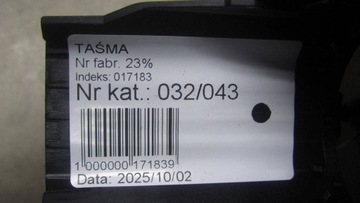 TAŚMA
Nr fabr. 23%
Indeks: 017183
Nr kat.: 032/043
1 000000 171839
Data: 2025/10/02